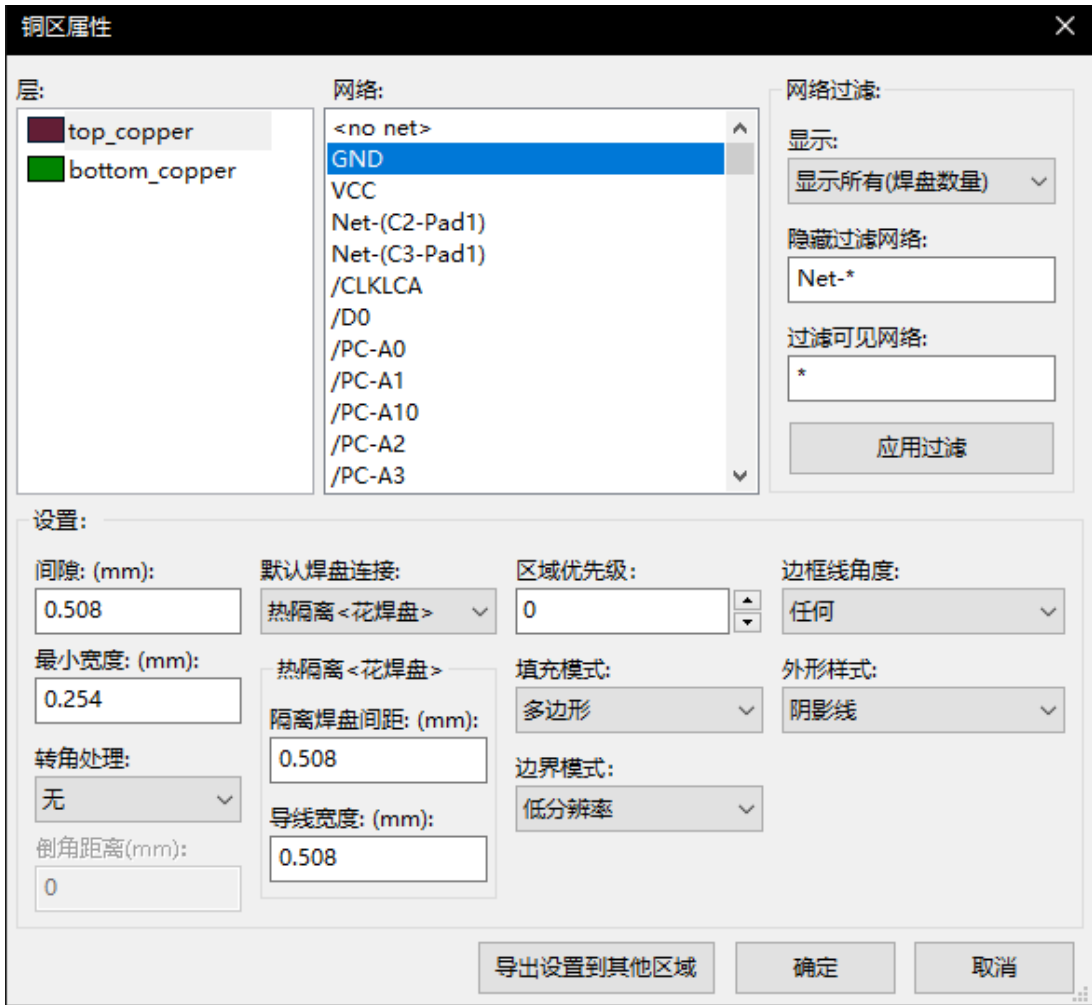 铜区属性
层:
top_copper
bottom_copper
网络:
<no net>
GND
VCC
Net-(C2-Pad1)
Net-(C3-Pad1)
/CLKLCA
/D0
/PC-A0
/PC-A1
/PC-A10
/PC-A2
/PC-A3
网络过滤:
显示:
显示所有(焊盘数量)
隐藏过滤网络:
Net-*
过滤可见网络:
*
应用过滤
设置:
间隙: (mm):
0.508
最小宽度: (mm):
0.254
转角处理:
无
倒角距离(mm):
0
默认焊盘连接:
热隔离<花焊盘>
热隔离<花焊盘>
隔离焊盘间距: (mm):
0.508
导线宽度: (mm):
0.508
区域优先级:
0
填充模式:
多边形
边界模式:
低分辨率
边框线角度:
任何
外形样式:
阴影线
导出设置到其他区域
确定
取消